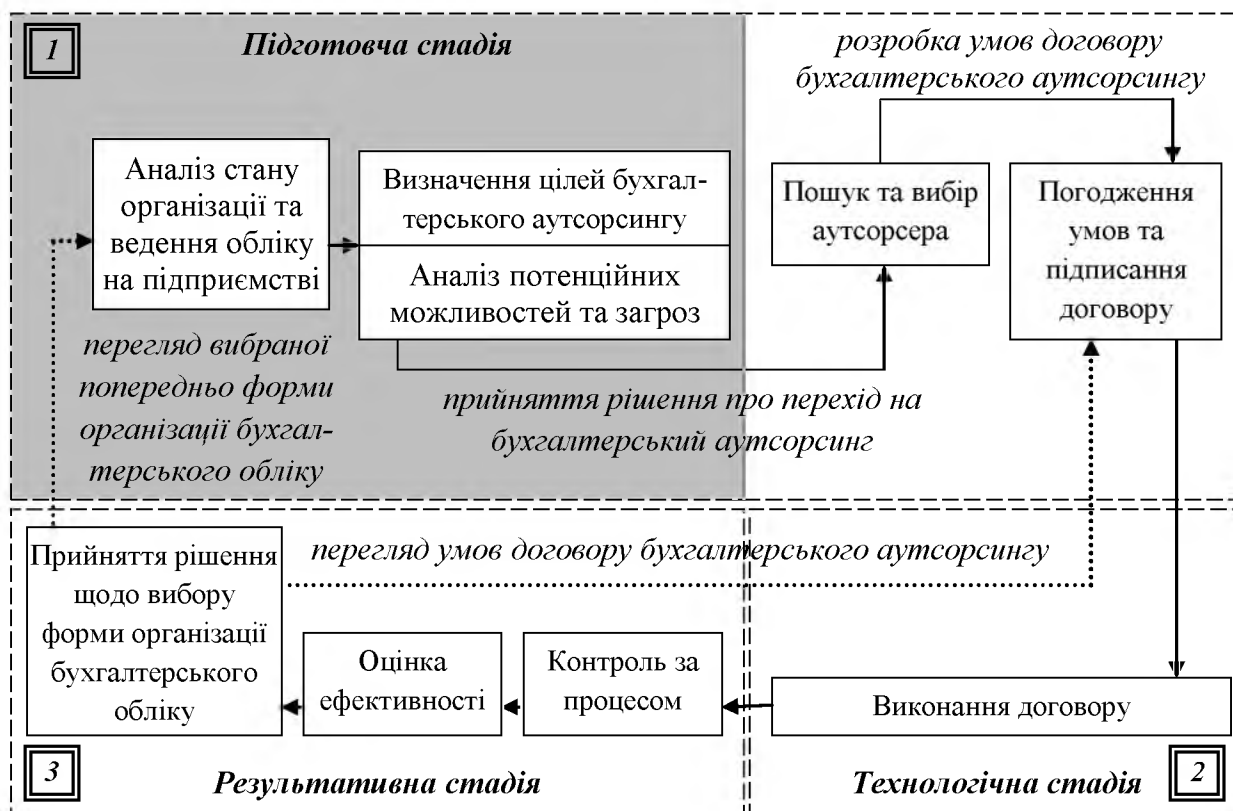 1
Підготовча стадія
розробка умов договору
бухгалтерського аутсорсингу
Аналіз стану
організації та
ведення обліку
на підприємстві
Визначення цілей бухгал-
терського аутсорсингу
Аналіз потенційних
можливостей та загроз
Пошук та вибір
аутсорсера
Погодження
умов та
підписання
договору
перегляд вибраної
попередньо форми
організації бухгал-
терського обліку
прийняття рішення про перехід на
бухгалтерський аутсорсинг
Прийняття рішення
щодо вибору
форми організації
бухгалтерського
обліку
перегляд умов договору бухгалтерського аутсорсингу
Оцінка
ефективності
Контроль за
процесом
Виконання договору
3
Результативна стадія
Технологічна стадія
2